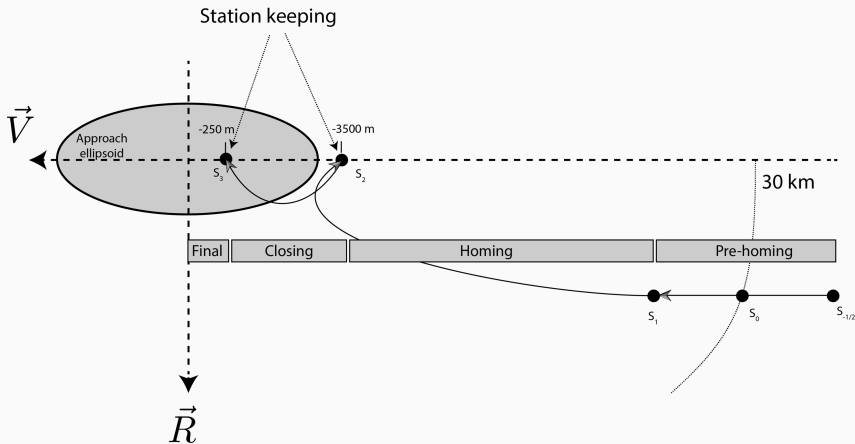 Station keeping
V
Approach
ellipsoid
-250 m
-3500 m
S3
S2
30 km
Final
Closing
Homing
Pre-homing
S1
S0
S-1/2
R